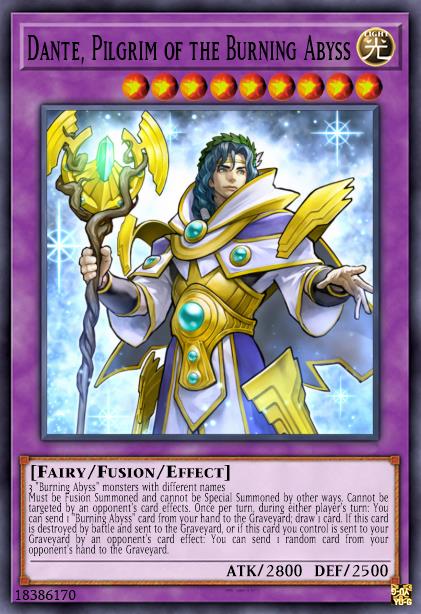 Dante, Pilgrim of the Burning Abyss
LIGHT
光
[Fairy/Fusion/Effect]
3 "Burning Abyss" monsters with different names
Must be Fusion Summoned and cannot be Special Summoned by other ways. Cannot be
targeted by an opponent's card effects. Once per turn, during either player's turn: You
can send 1 "Burning Abyss" card from your hand to the Graveyard; draw 1 card. If this card
is destroyed by battle and sent to the Graveyard, or if this card you control is sent to your
Graveyard by an opponent's card effect: You can send 1 random card from your
opponent's hand to the Graveyard.
ATK/2800 DEF/2500
18386170